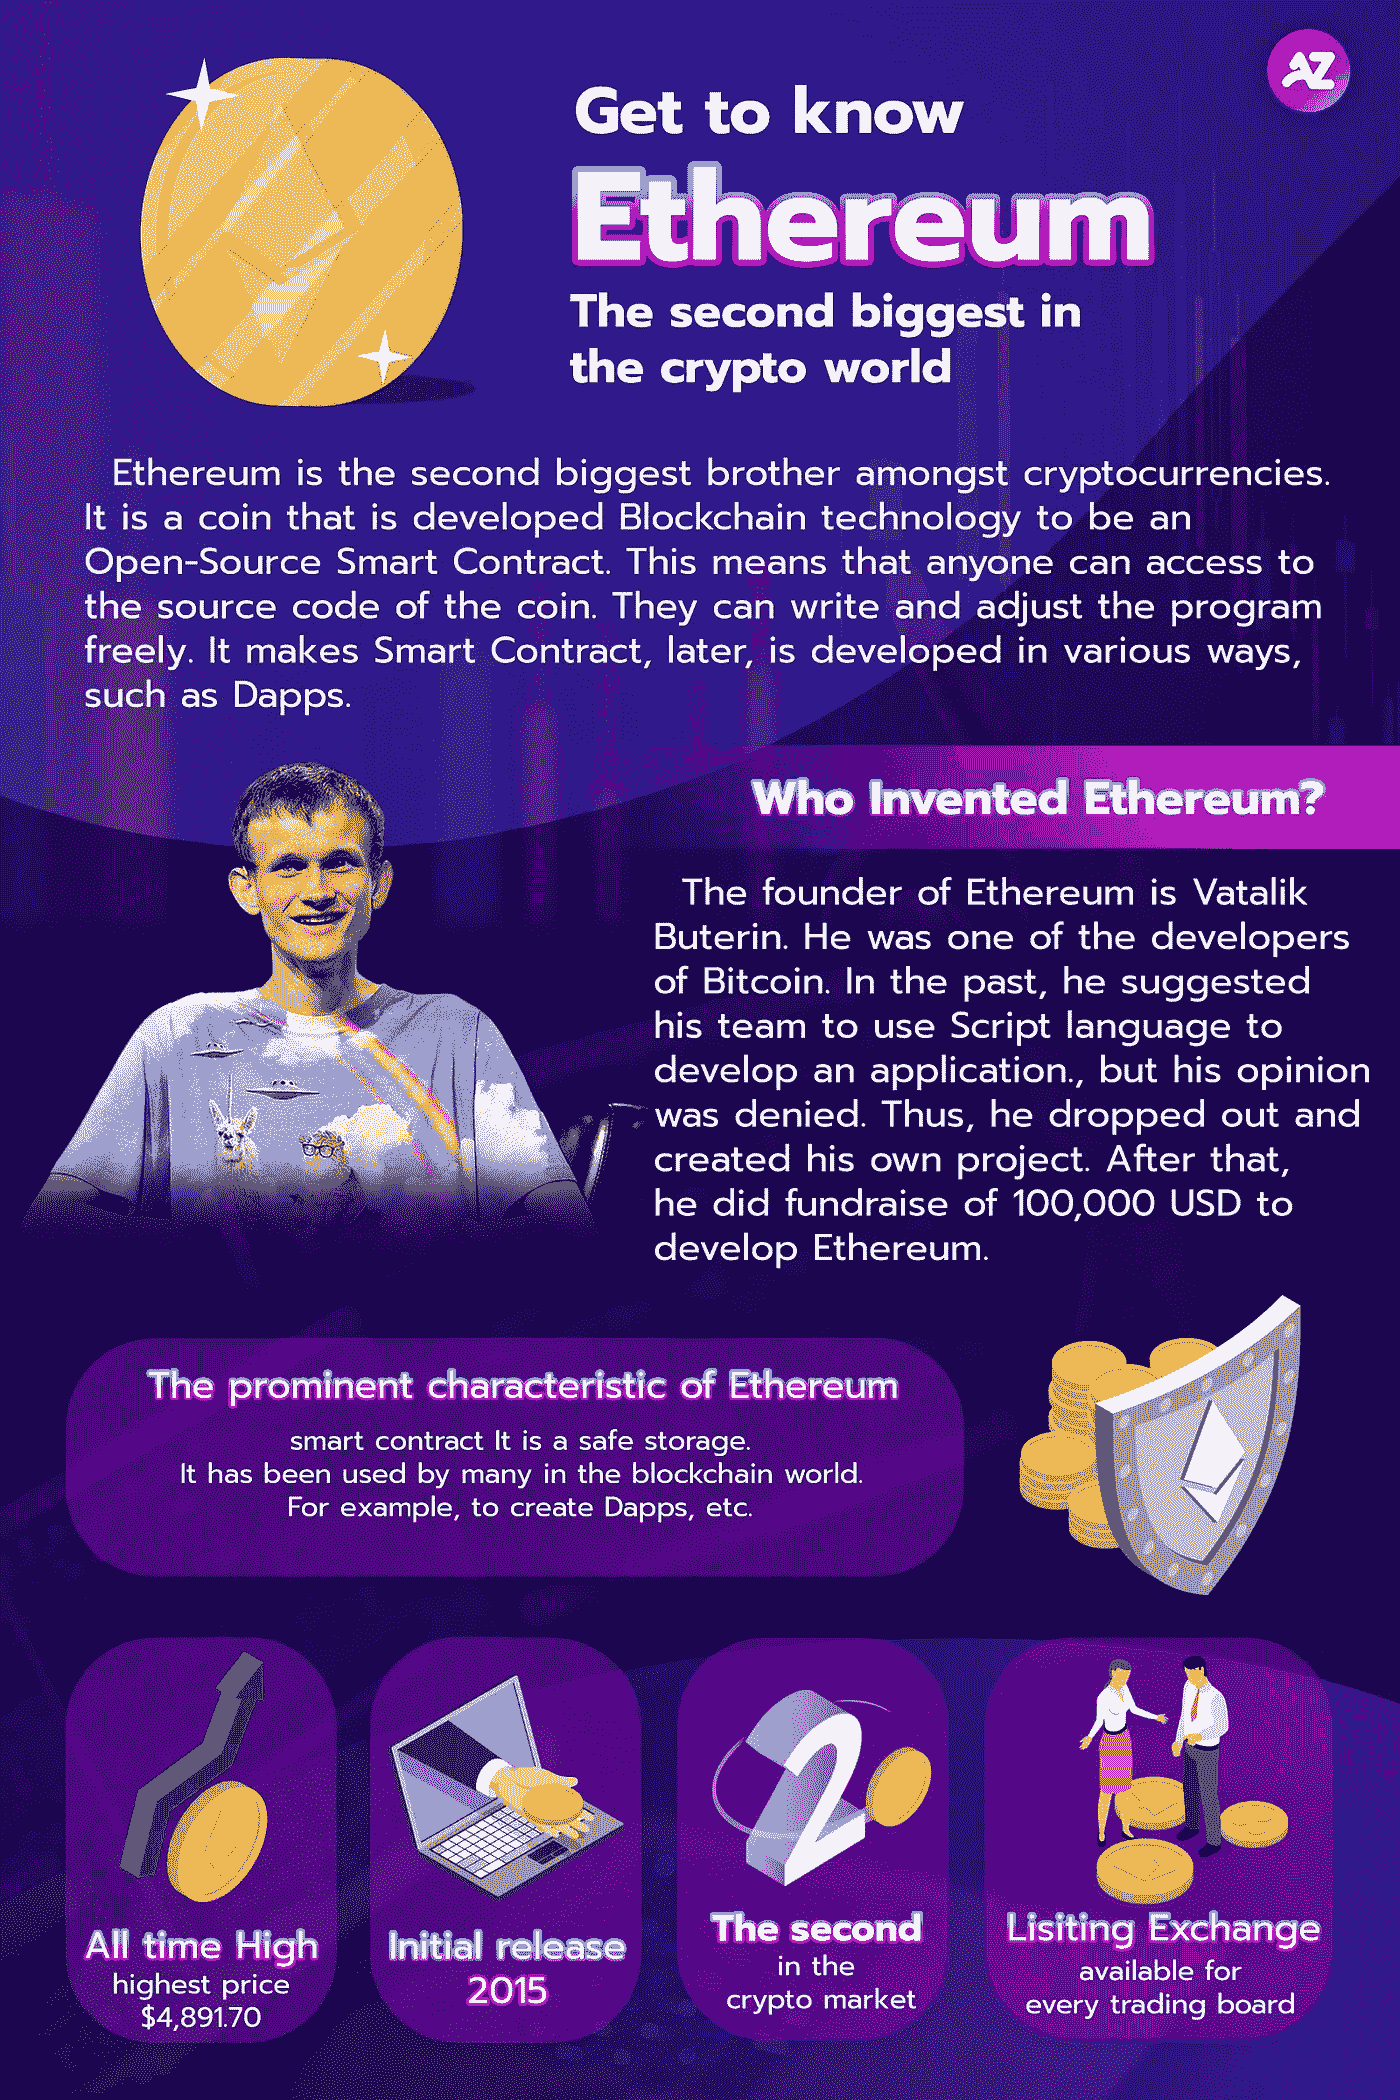 AZ
Get to know
Ethereum
The second biggest in
the crypto world
Ethereum is the second biggest brother amongst cryptocurrencies.
It is a coin that is developed Blockchain technology to be an
Open-Source Smart Contract. This means that anyone can access to
the source code of the coin. They can write and adjust the program
freely. It makes Smart Contract, later, is developed in various ways,
such as Dapps.
Who Invented Ethereum?
The founder of Ethereum is Vatalik
Buterin. He was one of the developers
of Bitcoin. In the past, he suggested
his team to use Script language to
develop an application., but his opinion
was denied. Thus, he dropped out and
created his own project. After that,
he did fundraise of 100,000 USD to
develop Ethereum.
The prominent characteristic of Ethereum
smart contract It is a safe storage.
It has been used by many in the blockchain world.
For example, to create Dapps, etc.
All time High
highest price
$4,891.70
Initial release
2015
2
The second
in the
crypto market
Lisiting Exchange
available for
every trading board